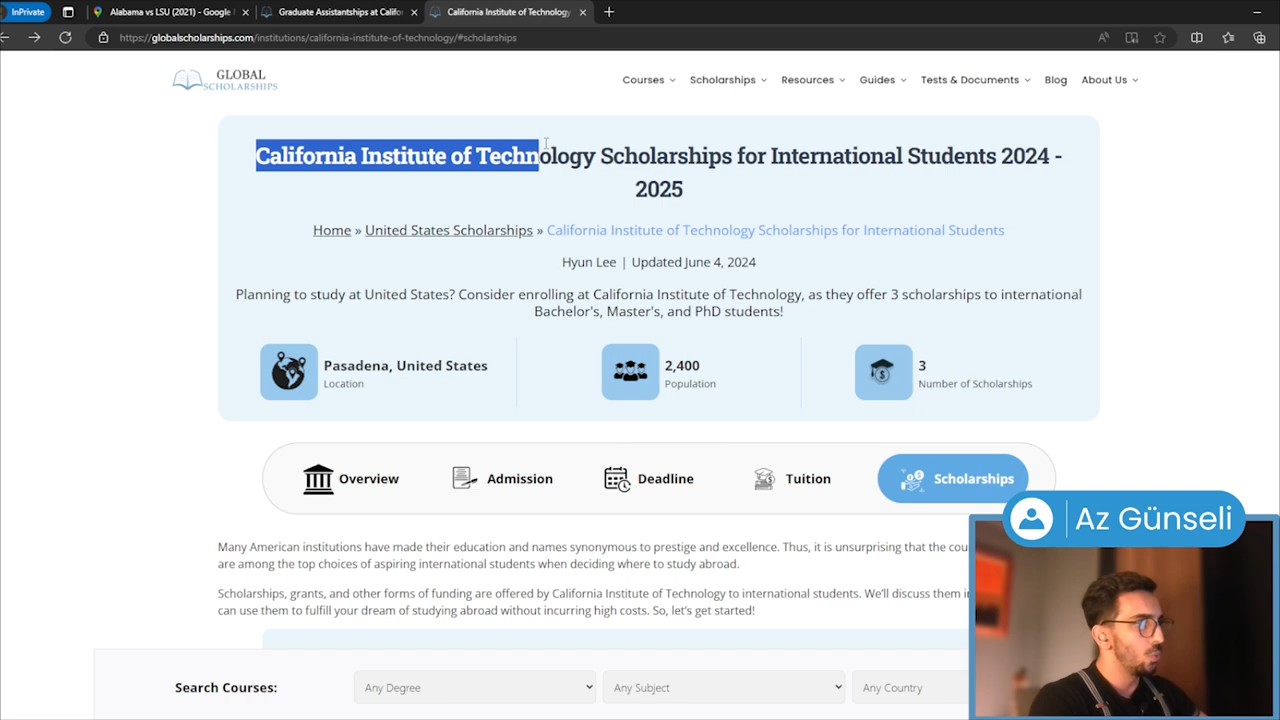 InPrivate
Alabama vs LSU (2021) - Google
Graduate Assistantships at Califo
California Institute of Technology
https://globalscholarships.com/institutions/california-institute-of-technology/#scholarships
GLOBAL
SCHOLARSHIPS
Courses
Scholarships
Resources
Guides
Tests & Documents
Blog
About Us
California Institute of Technology Scholarships for International Students 2024 -
2025
Home » United States Scholarships » California Institute of Technology Scholarships for International Students
Hyun Lee | Updated June 4, 2024
Planning to study at United States? Consider enrolling at California Institute of Technology, as they offer 3 scholarships to international
Bachelor's, Master's, and PhD students!
Pasadena, United States
Location
2,400
Population
3
Number of Scholarships
Overview
Admission
Deadline
Tuition
Scholarships
Az Günseli
Many American institutions have made their education and names synonymous to prestige and excellence. Thus, it is unsurprising that the cou
are among the top choices of aspiring international students when deciding where to study abroad.
Scholarships, grants, and other forms of funding are offered by California Institute of Technology to international students. We'll discuss them i
can use them to fulfill your dream of studying abroad without incurring high costs. So, let's get started!
Search Courses:
Any Degree
Any Subject
Any Country